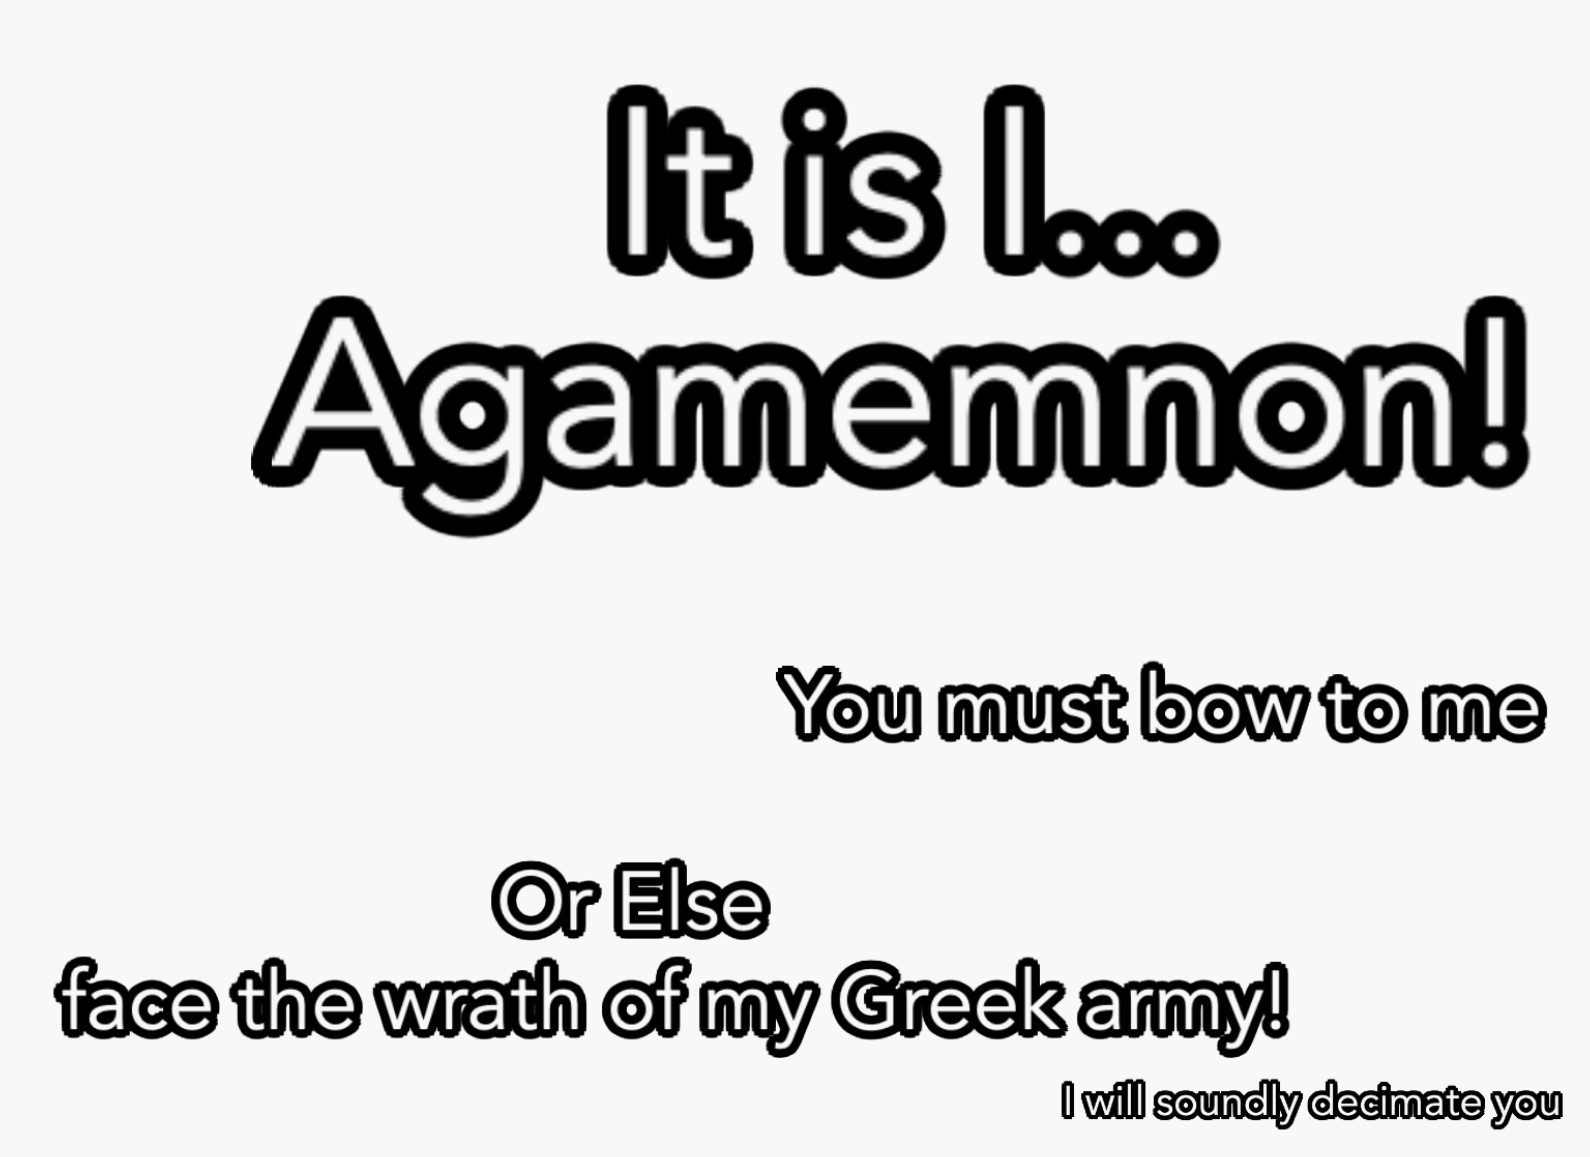 It is I...
Agamemnon!
You must bow to me
Or Else
face the wrath of my Greek army!
I will soundly decimate you